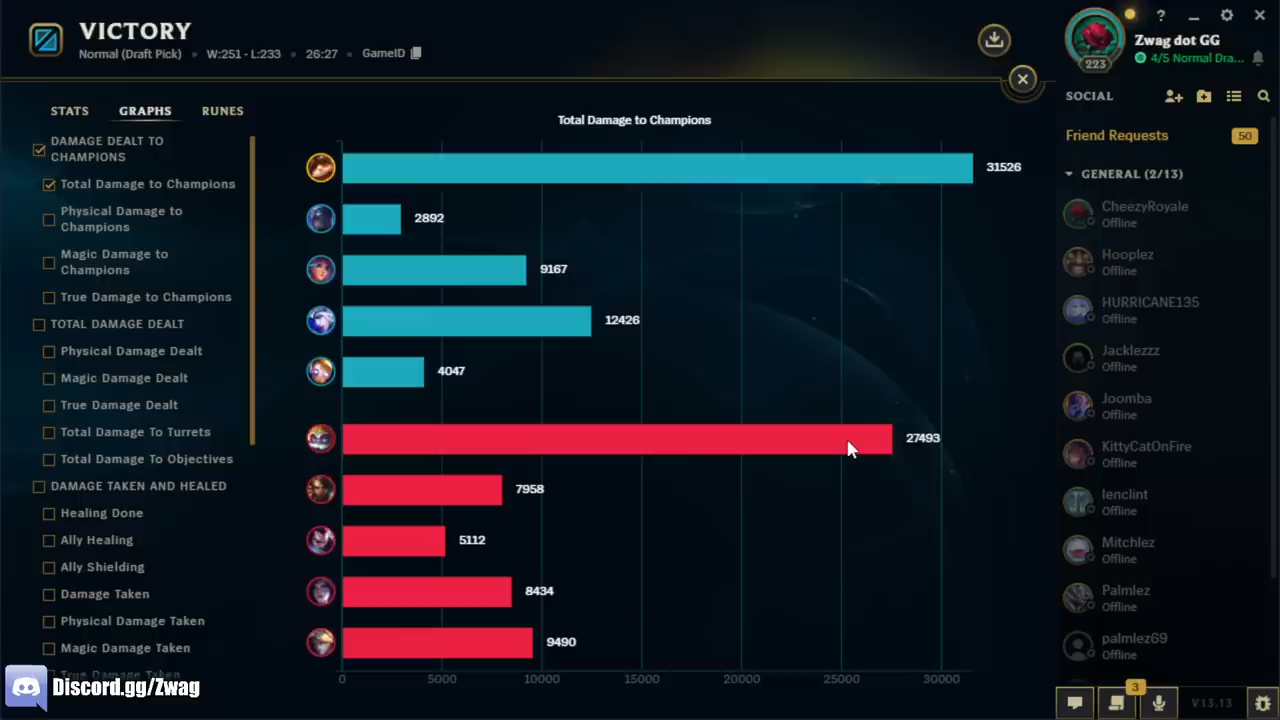 VICTORY
Normal (Draft Pick) • W:251 - L:233 • 26:27 • GameID
?
Zwag dot GG
223
4/5 Normal Dra...
STATS
GRAPHS
RUNES
SOCIAL
Friend Requests
50
GENERAL (2/13)
CheezyRoyale
Offline
Hooplez
Offline
HURRICANE135
Offline
Jacklezzz
Offline
Joomba
Offline
KittyCatOnFire
Offline
lenclint
Offline
Mitchlez
Offline
Palmlez
Offline
palmlez69
Offline
3
V13.13
DAMAGE DEALT TO
CHAMPIONS
Total Damage to Champions
Physical Damage to
Champions
Magic Damage to
Champions
True Damage to Champions
TOTAL DAMAGE DEALT
Physical Damage Dealt
Magic Damage Dealt
True Damage Dealt
Total Damage To Turrets
Total Damage To Objectives
DAMAGE TAKEN AND HEALED
Healing Done
Ally Healing
Ally Shielding
Damage Taken
Physical Damage Taken
Magic Damage Taken
True Damage Taken
Total Damage to Champions
31526
2892
9167
12426
4047
27493
7958
5112
8434
9490
0 5000 10000 15000 20000 25000 30000
Discord.gg/Zwag